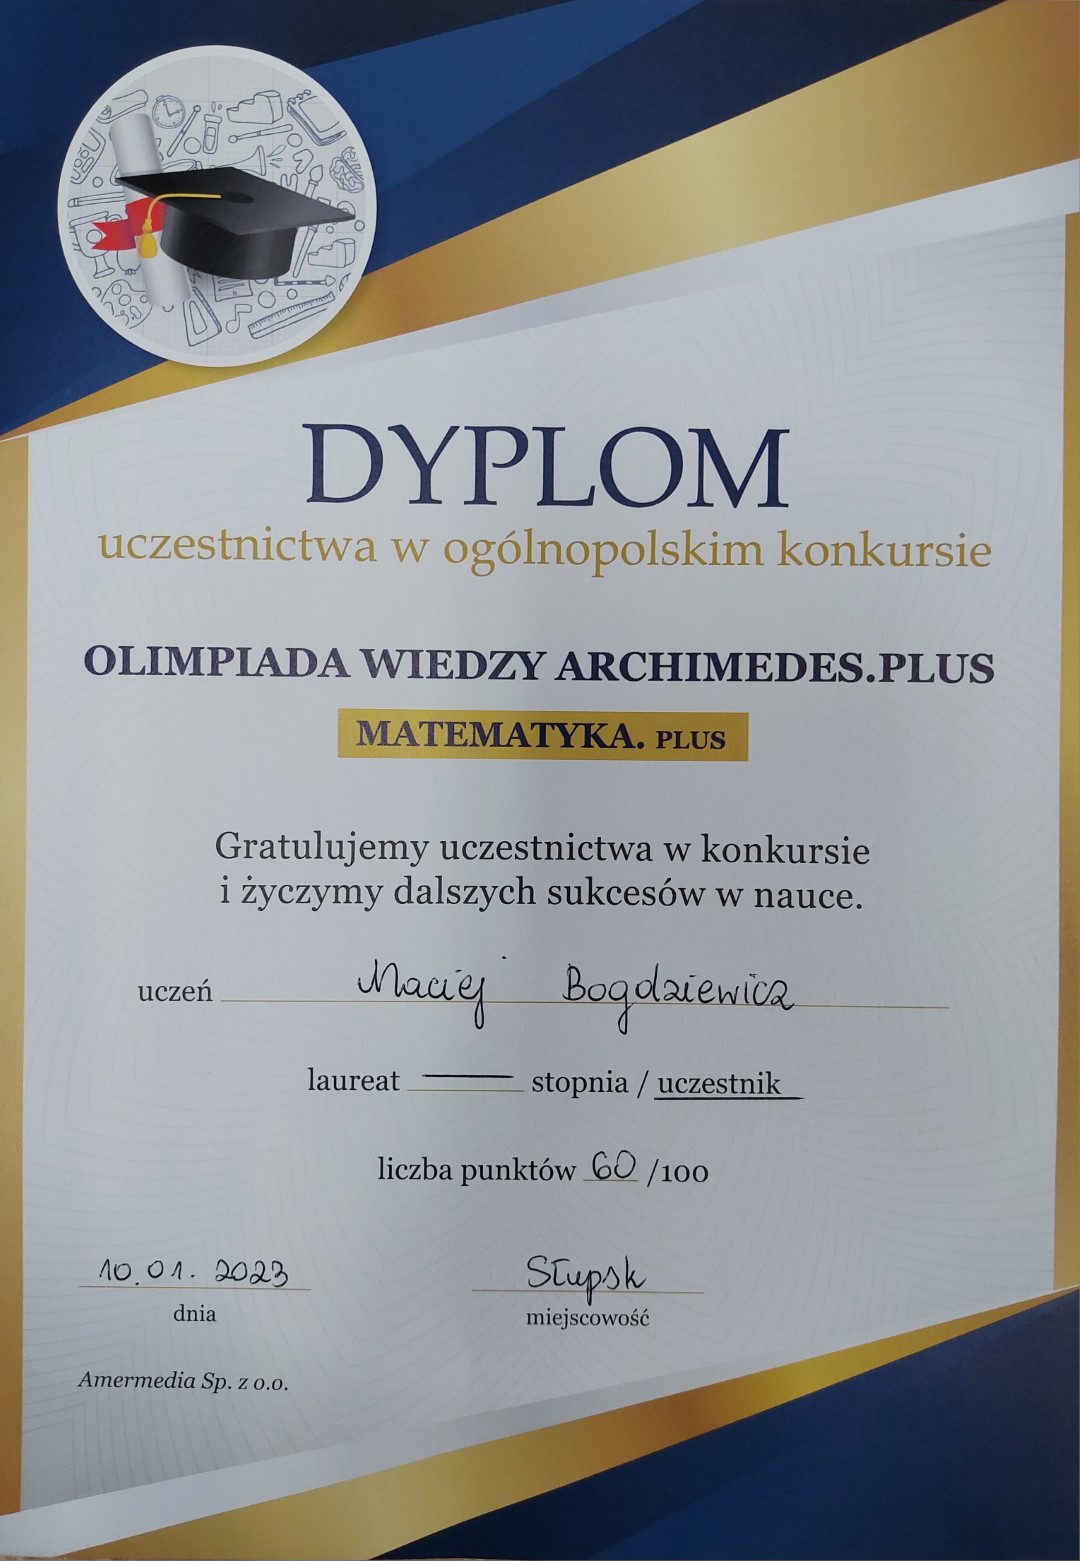 DYPLOM
uczestnictwa w ogólnopolskim konkursie
OLIMPIADA WIEDZY ARCHIMEDES.PLUS
MATEMATYKA. PLUS
Gratulujemy uczestnictwa w konkursie
i życzymy dalszych sukcesów w nauce.
uczeń Maciej Bogdziewicz
laureat —— stopnia / uczestnik
liczba punktów 60 /100
10.01.2023 Słupsk
dnia miejscowość
Amermedia Sp. z o.o.